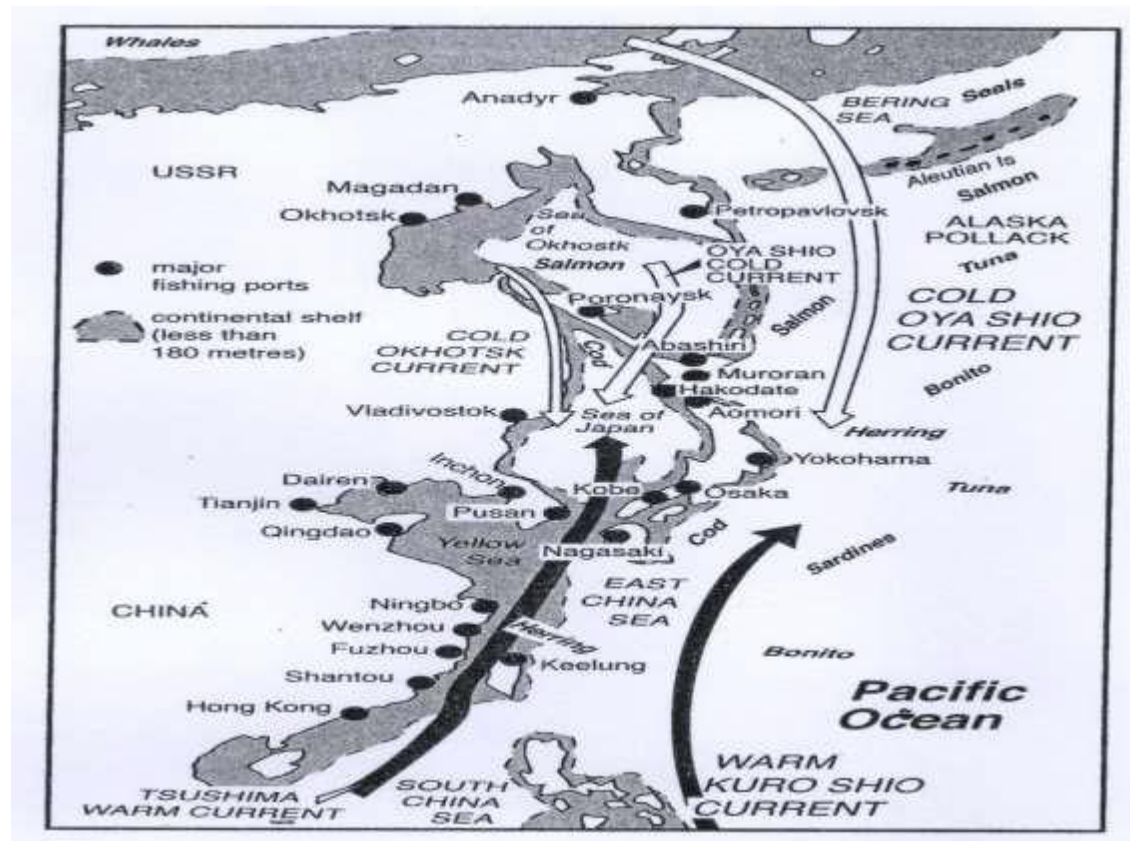 Whales
Anadyr
BERING
SEA
Seals
USSR
Aleutian Is
Salmon
Magadan
Okhotsk
Sea
of
Okhostk
Salmon
Petropavlovsk
ALASKA
POLLACK
Tuna
OYA SHIO
COLD
CURRENT
major
fishing ports
Poronaysk
Salmon
COLD
OYA SHIO
CURRENT
continental shelf
(less than
180 metres)
COLD
OKHOTSK
CURRENT
Cod
Abashiri
Muroran
Hakodate
Aomori
Bonito
Vladivostok
Sea of
Japan
Herring
Yokohama
Inchon
Dairen
Tianjin
Kobe
Osaka
Tuna
Pusan
Qingdao
Yellow
Sea
Nagasaki
Cod
Sardines
EAST
CHINA
SEA
CHINA
Ningbo
Wenzhou
Herring
Fuzhou
Keelung
Bonito
Shantou
Hong Kong
Pacific
Ocean
TSUSHIMA
WARM CURRENT
SOUTH
CHINA
SEA
WARM
KURO SHIO
CURRENT